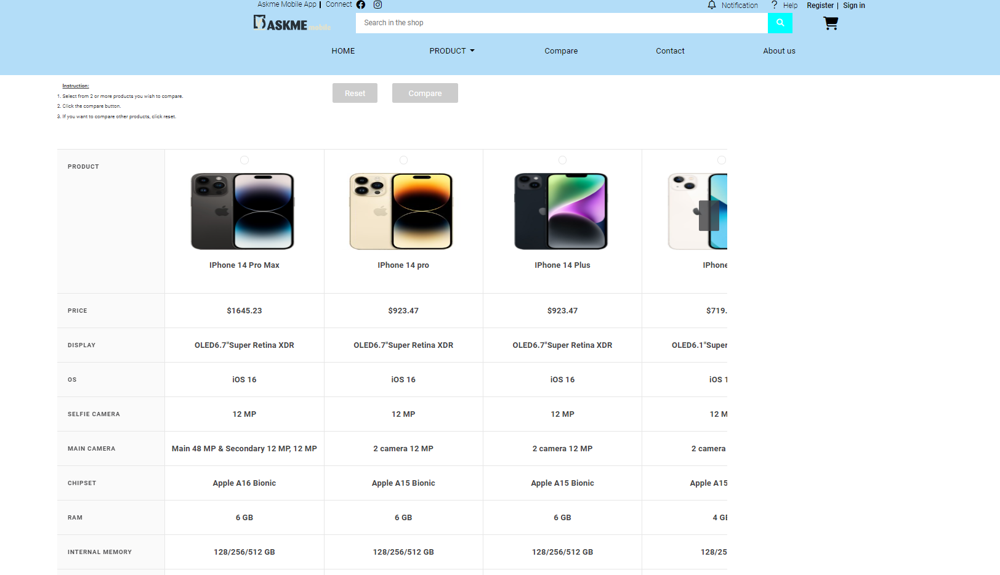 Askme Mobile App | Connect
Notification Help Register | Sign in
ASKME mobile
Search in the shop
HOME PRODUCT Compare Contact About us
Instruction:
1. Select from 2 or more products you wish to compare.
2. Click the compare button.
3. If you want to compare other products, click reset.
Reset Compare
PRODUCT
IPhone 14 Pro Max IPhone 14 pro IPhone 14 Plus IPhone
PRICE $1645.23 $923.47 $923.47 $719.
DISPLAY OLED6.7"Super Retina XDR OLED6.7"Super Retina XDR OLED6.7"Super Retina XDR OLED6.1"Super
OS iOS 16 iOS 16 iOS 16 iOS 1
SELFIE CAMERA 12 MP 12 MP 12 MP 12 M
MAIN CAMERA Main 48 MP & Secondary 12 MP, 12 MP 2 camera 12 MP 2 camera 12 MP 2 camera
CHIPSET Apple A16 Bionic Apple A15 Bionic Apple A15 Bionic Apple A15
RAM 6 GB 6 GB 6 GB 4 GB
INTERNAL MEMORY 128/256/512 GB 128/256/512 GB 128/256/512 GB 128/25